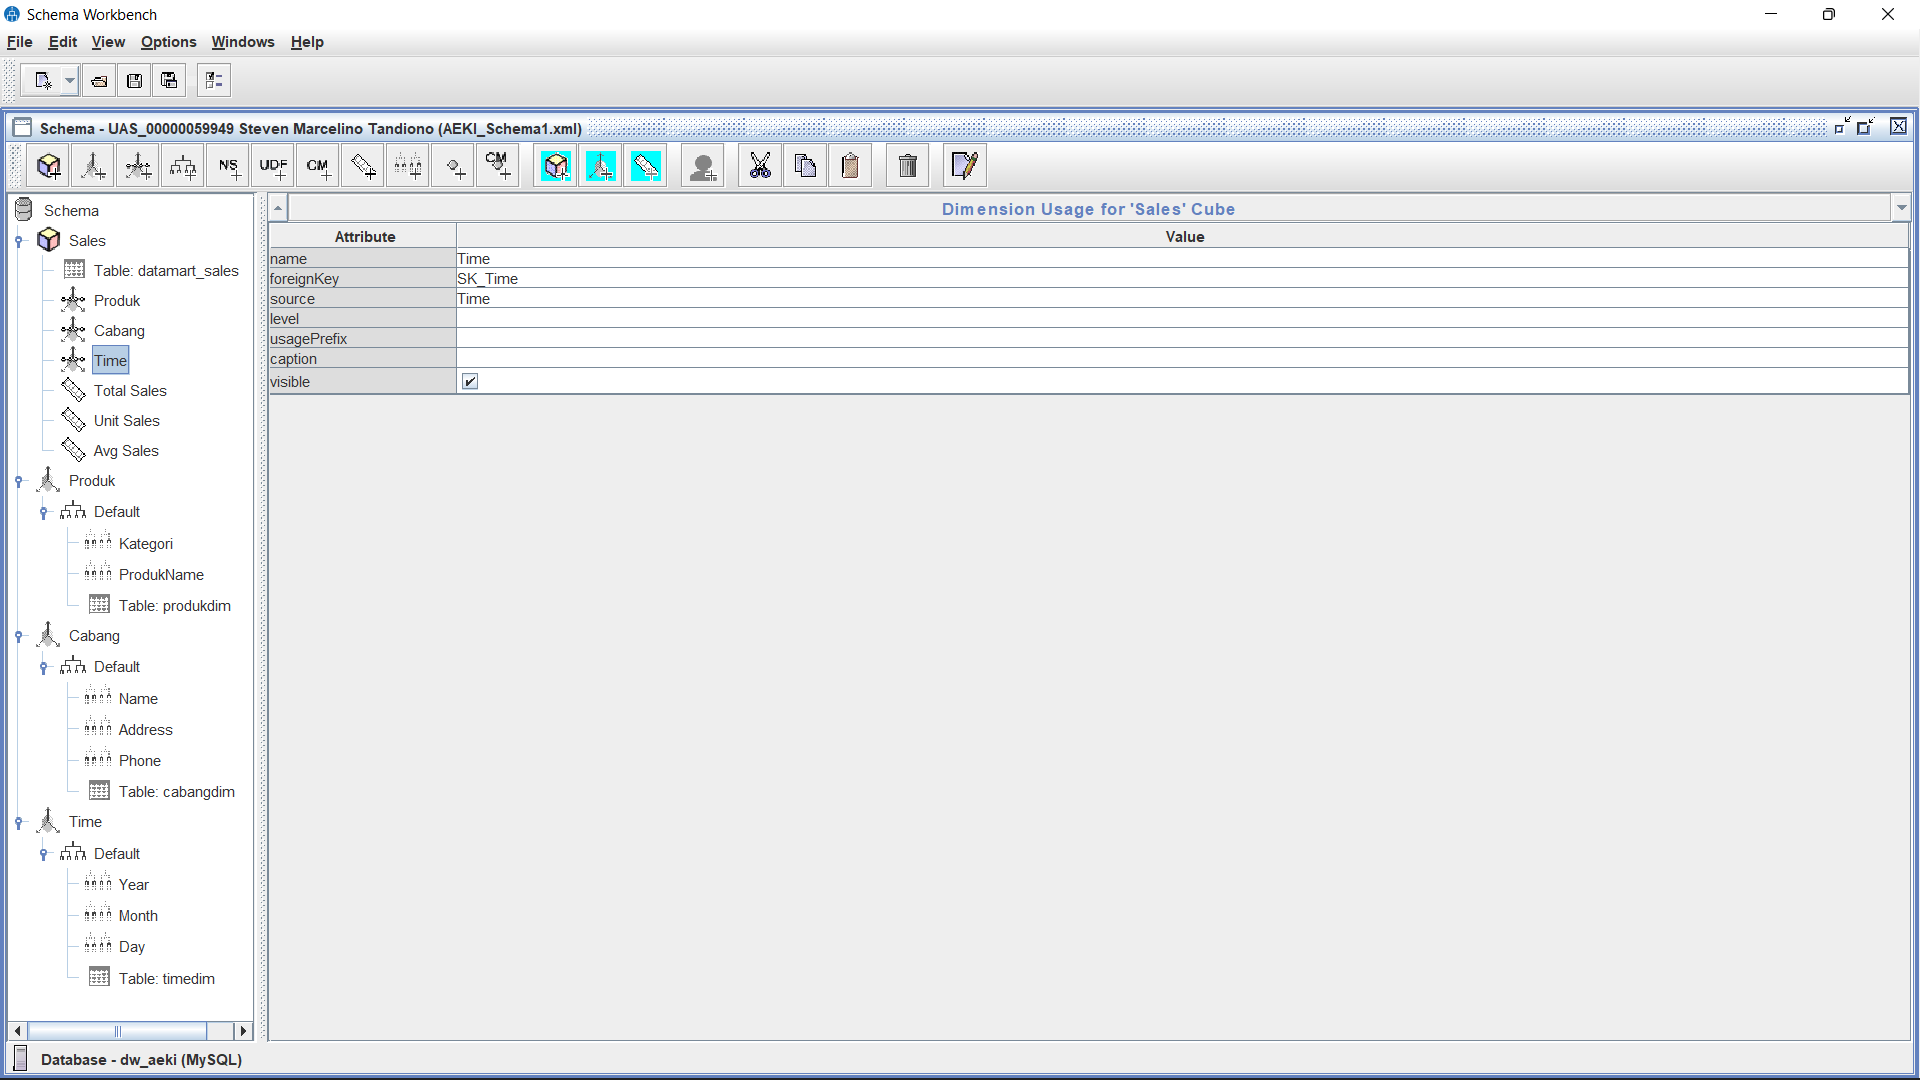 Schema Workbench
File Edit View Options Windows Help
Schema - UAS_00000059949 Steven Marcelino Tandiono (AEKI_Schema1.xml)
NS UDF CM CM
Schema
Sales
Table: datamart_sales
Produk
Cabang
Time
Total Sales
Unit Sales
Avg Sales
Produk
Default
Kategori
ProdukName
Table: produkdim
Cabang
Default
Name
Address
Phone
Table: cabangdim
Time
Default
Year
Month
Day
Table: timedim
Dimension Usage for 'Sales' Cube
Attribute Value
name Time
foreignKey SK_Time
source Time
level
usagePrefix
caption
visible
Database - dw_aeki (MySQL)